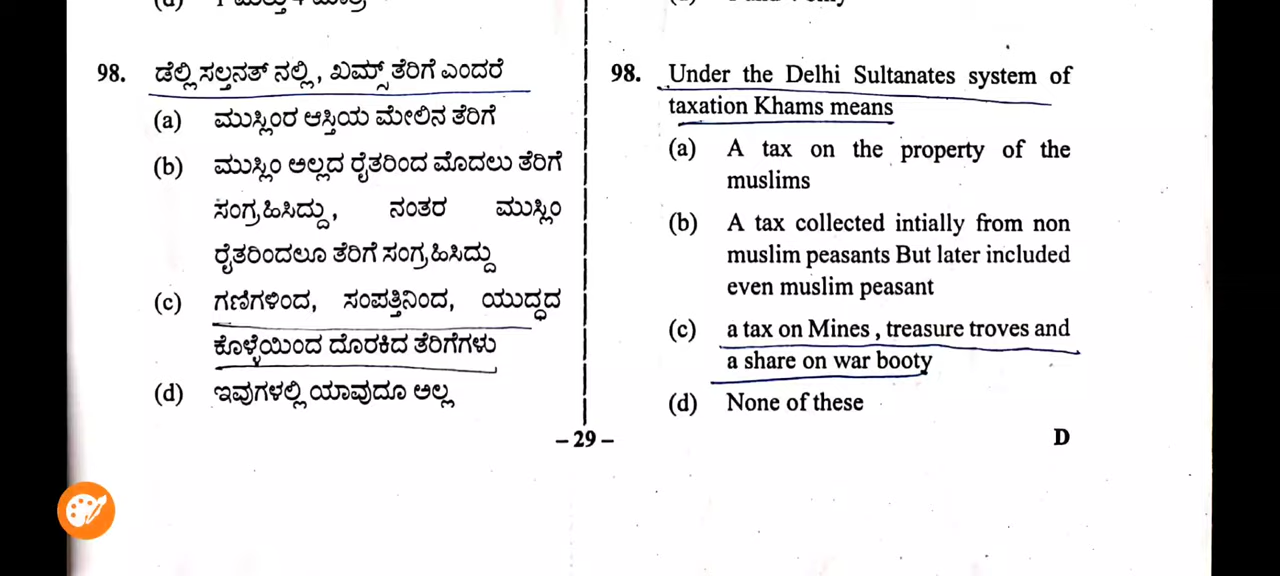 98. ಡೆಲ್ಲಿ ಸಲ್ತನತ್ ನಲ್ಲಿ, ಖಮ್ಸ್ ತೆರಿಗೆ ಎಂದರೆ
(a) ಮುಸ್ಲಿಂರ ಆಸ್ತಿಯ ಮೇಲಿನ ತೆರಿಗೆ
(b) ಮುಸ್ಲಿಂ ಅಲ್ಲದ ರೈತರಿಂದ ಮೊದಲು ತೆರಿಗೆ
ಸಂಗ್ರಹಿಸಿದ್ದು, ನಂತರ ಮುಸ್ಲಿಂ
ರೈತರಿಂದಲೂ ತೆರಿಗೆ ಸಂಗ್ರಹಿಸಿದ್ದು
(c) ಗಣಿಗಳಿಂದ, ಸಂಪತ್ತಿನಿಂದ, ಯುದ್ಧದ
ಕೊಳ್ಳೆಯಿಂದ ದೊರಕಿದ ತೆರಿಗೆಗಳು
(d) ಇವುಗಳಲ್ಲಿ ಯಾವುದೂ ಅಲ್ಲ
98. Under the Delhi Sultanates system of
taxation Khams means
(a) A tax on the property of the
muslims
(b) A tax collected intially from non
muslim peasants But later included
even muslim peasant
(c) a tax on Mines , treasure troves and
a share on war booty
(d) None of these
– 29 –
D